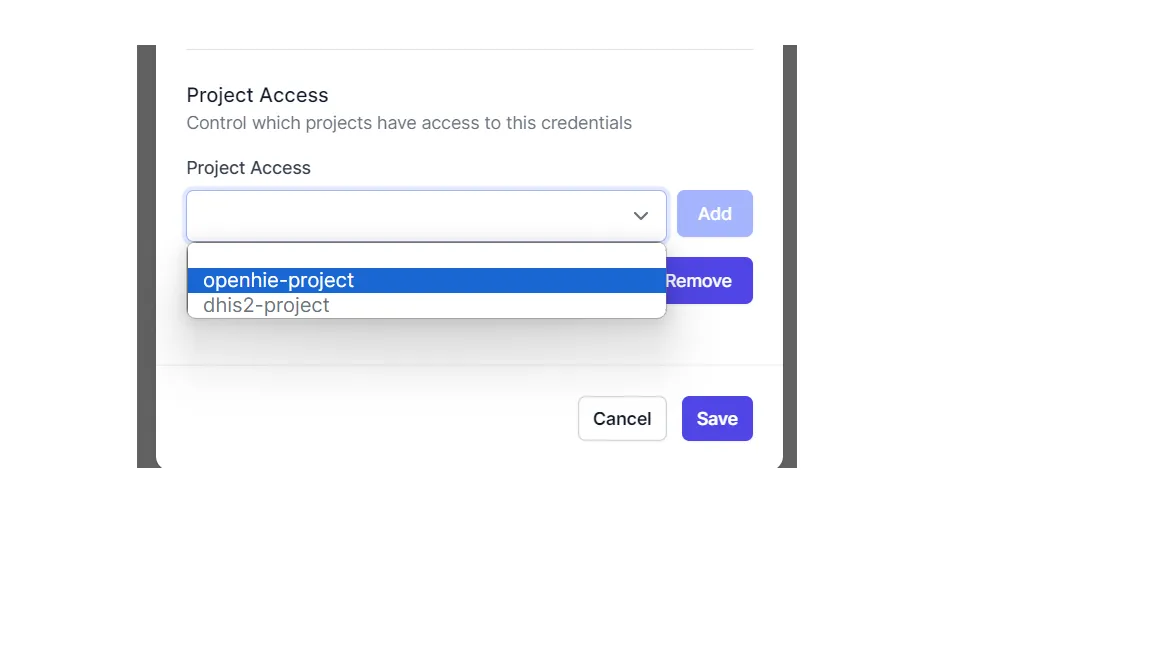 Project Access
Control which projects have access to this credentials
Project Access
Add
openhie-project
Remove
dhis2-project
Cancel
Save